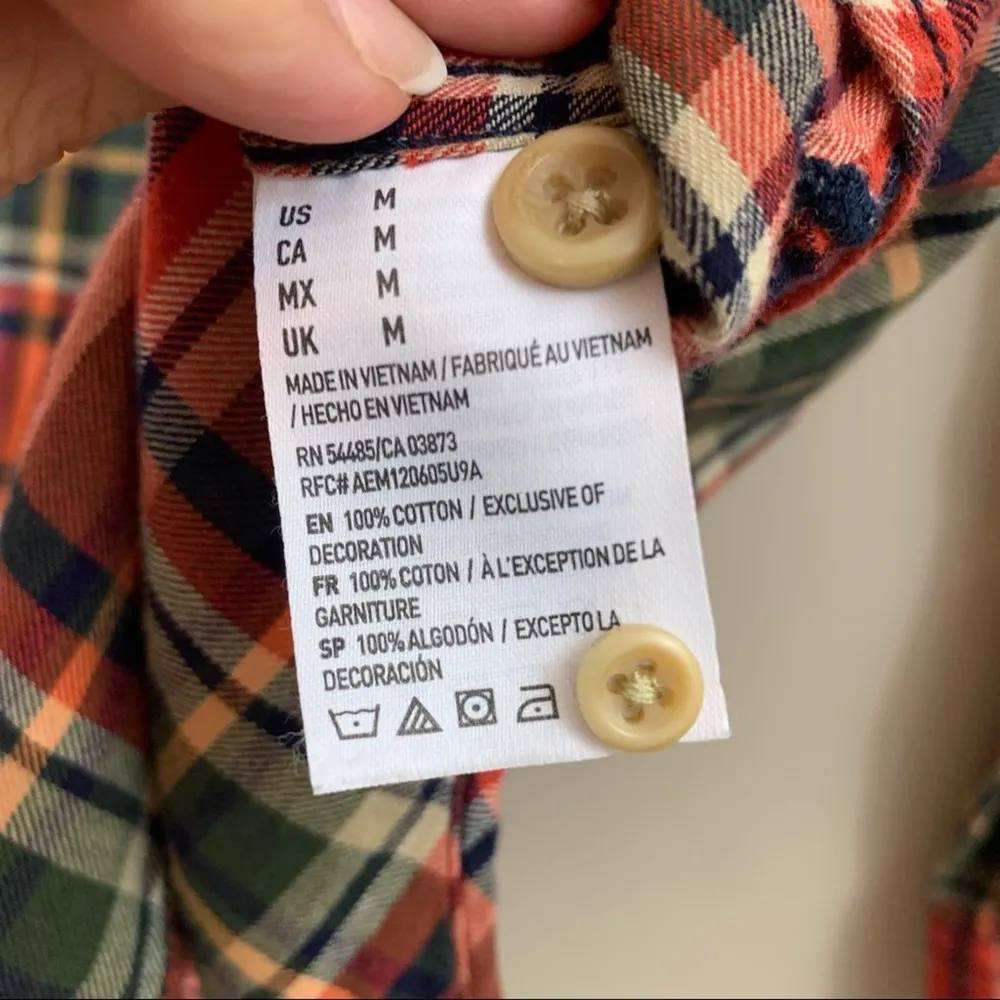 US M
CA M
MX M
UK M
MADE IN VIETNAM / FABRIQUÉ AU VIETNAM
/ HECHO EN VIETNAM
RN 54485/CA 03873
RFC# AEM120605U9A
EN 100% COTTON / EXCLUSIVE OF
DECORATION
FR 100% COTON / À L'EXCEPTION DE LA
GARNITURE
SP 100% ALGODÓN / EXCEPTO LA
DECORACIÓN